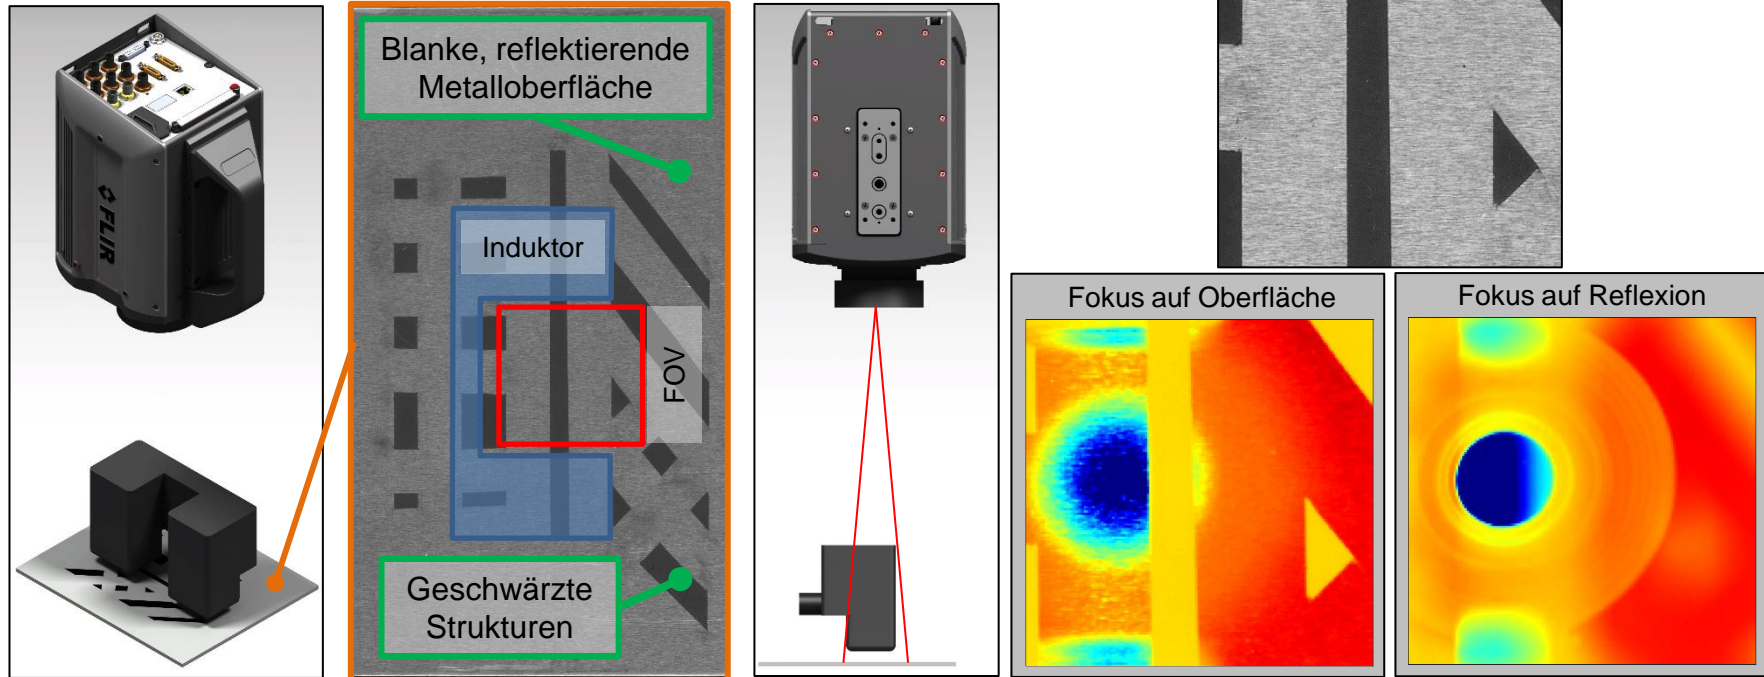 FLIR
Blanke, reflektierende
Metalloberfläche
Induktor
FOV
Geschwärzte
Strukturen
Fokus auf Oberfläche
Fokus auf Reflexion